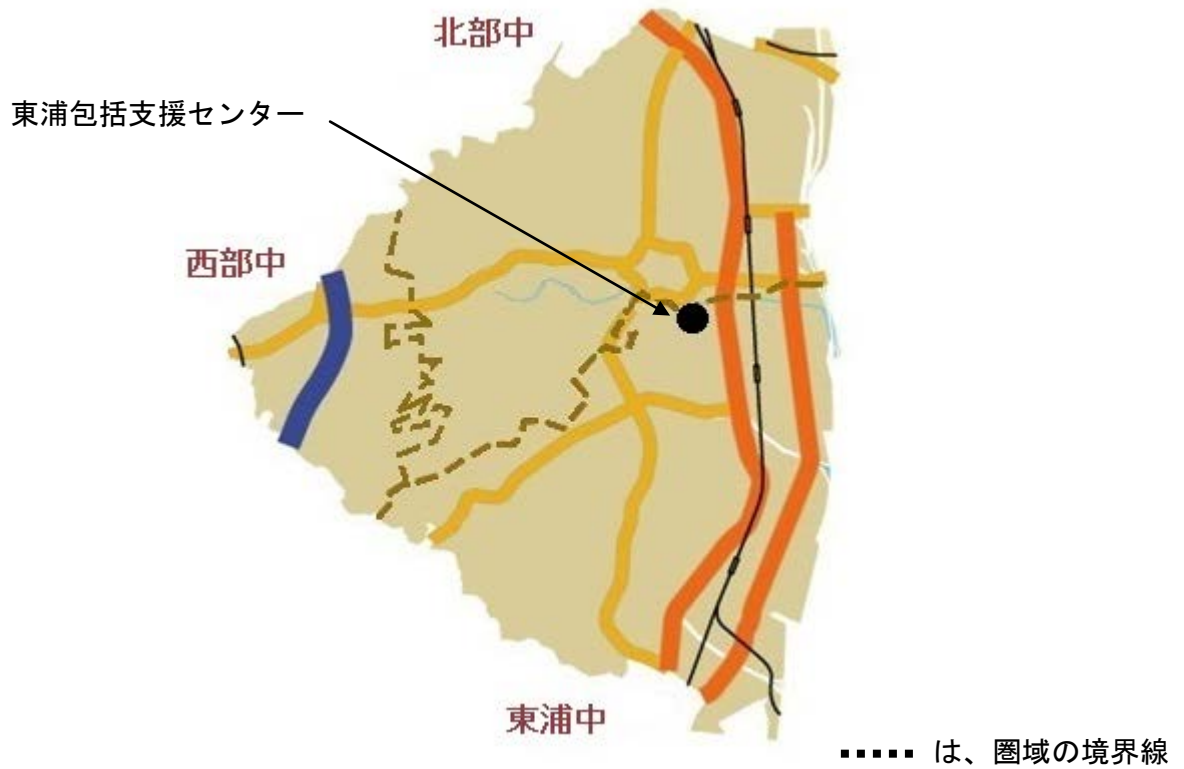 北部中
東浦包括支援センター
西部中
東浦中
は、圏域の境界線